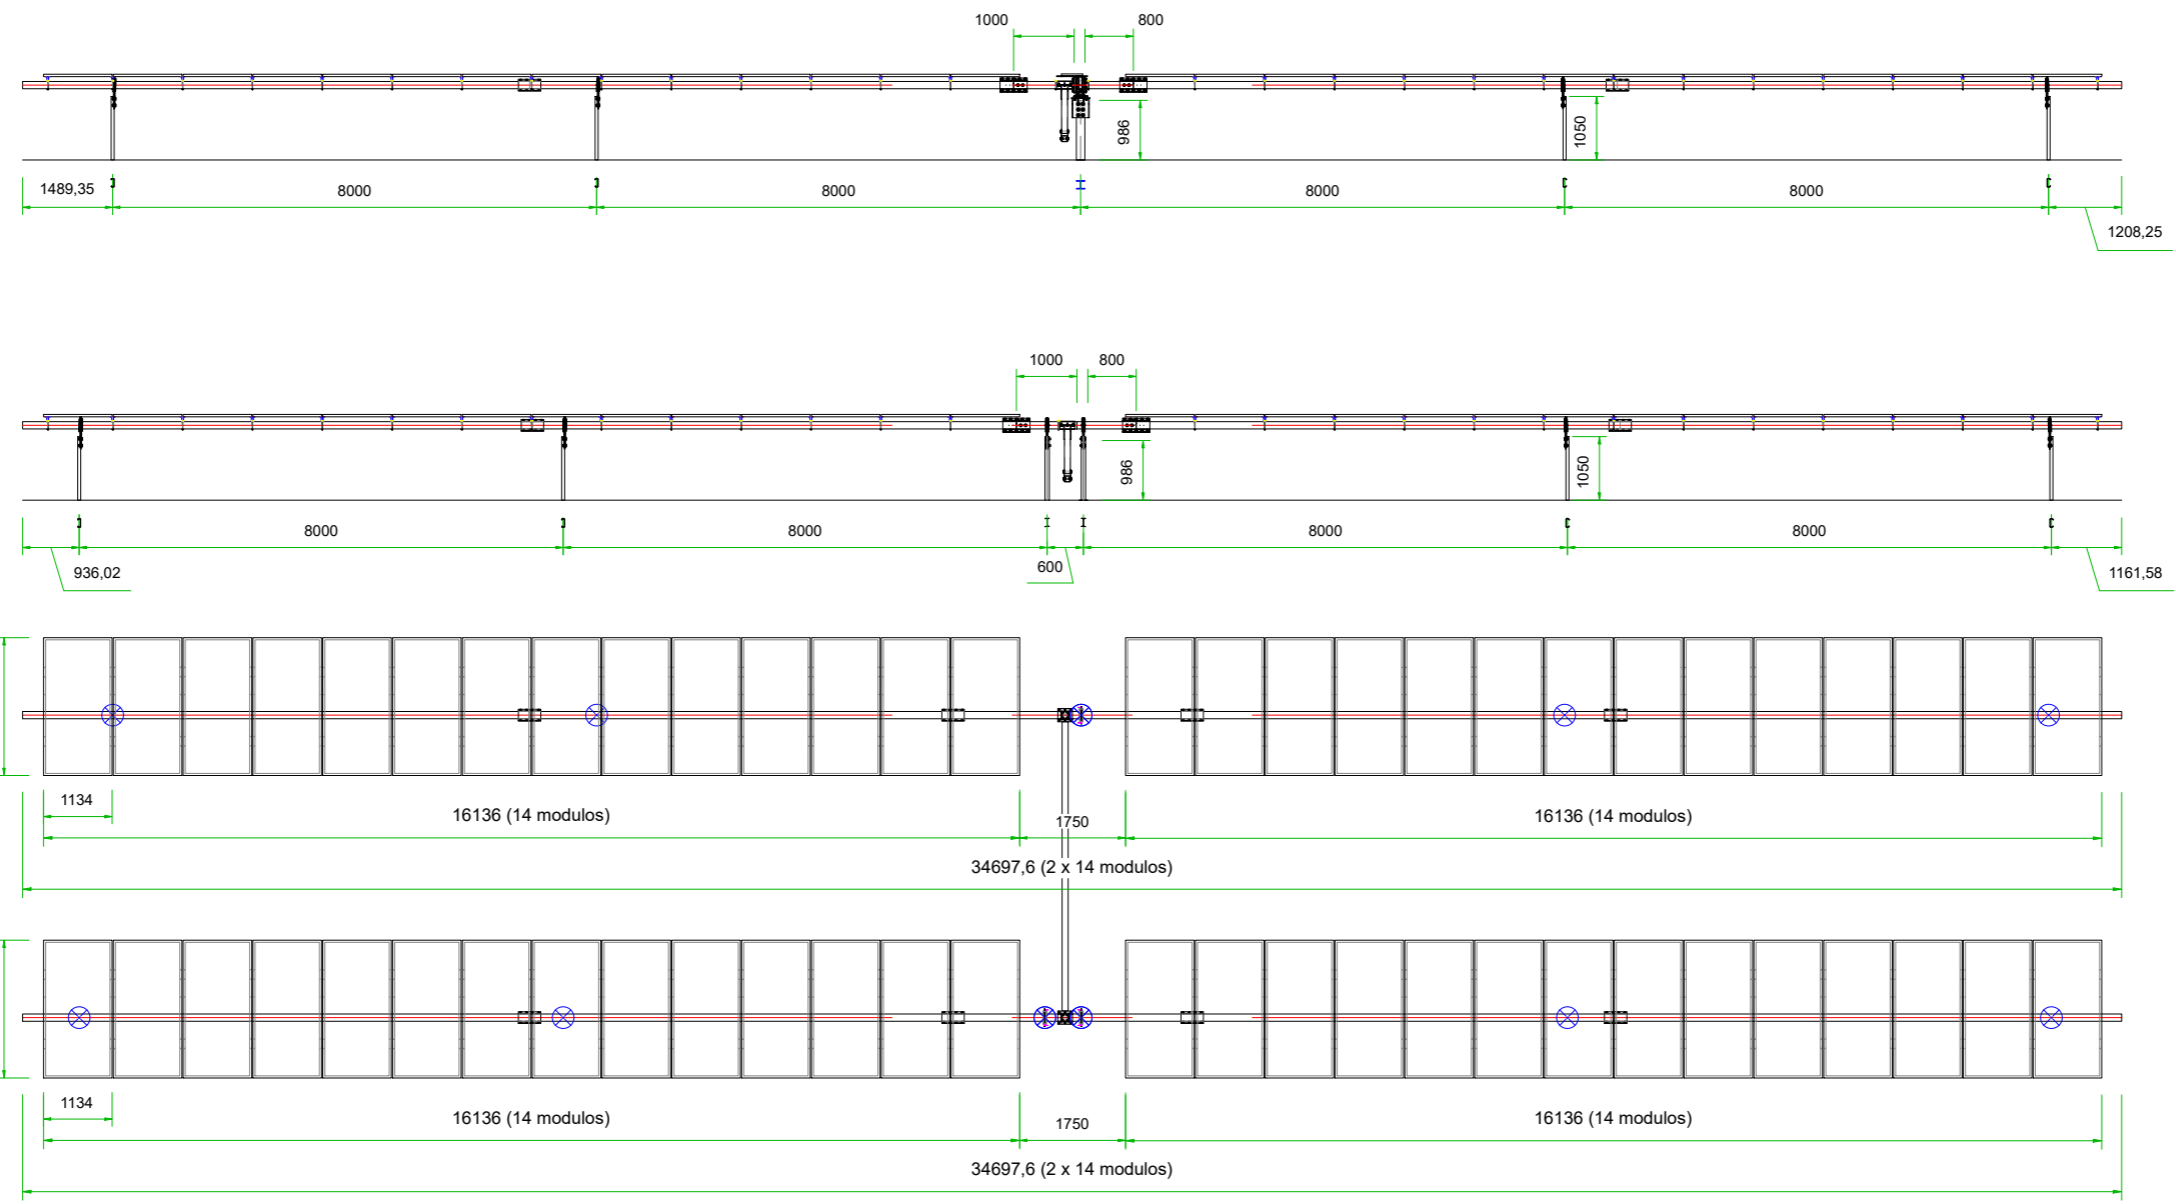 1000 800
986 1050
1489,35 8000 8000 8000 8000
1208,25
1000 800
986 1050
8000 8000 8000 8000
936,02 600 1161,58
1134
16136 (14 modulos) 1750 16136 (14 modulos)
34697,6 (2 x 14 modulos)
1134
16136 (14 modulos) 1750 16136 (14 modulos)
34697,6 (2 x 14 modulos)